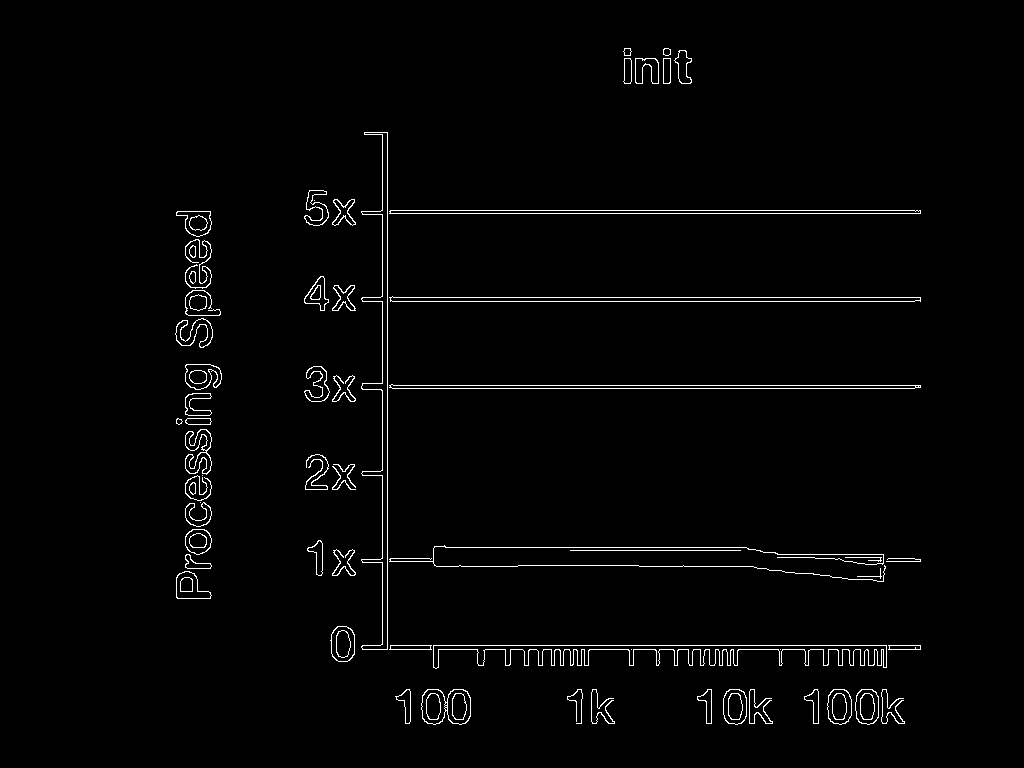 init
Processing Speed
5x
4x
3x
2x
1x
0
100 1k 10k 100k